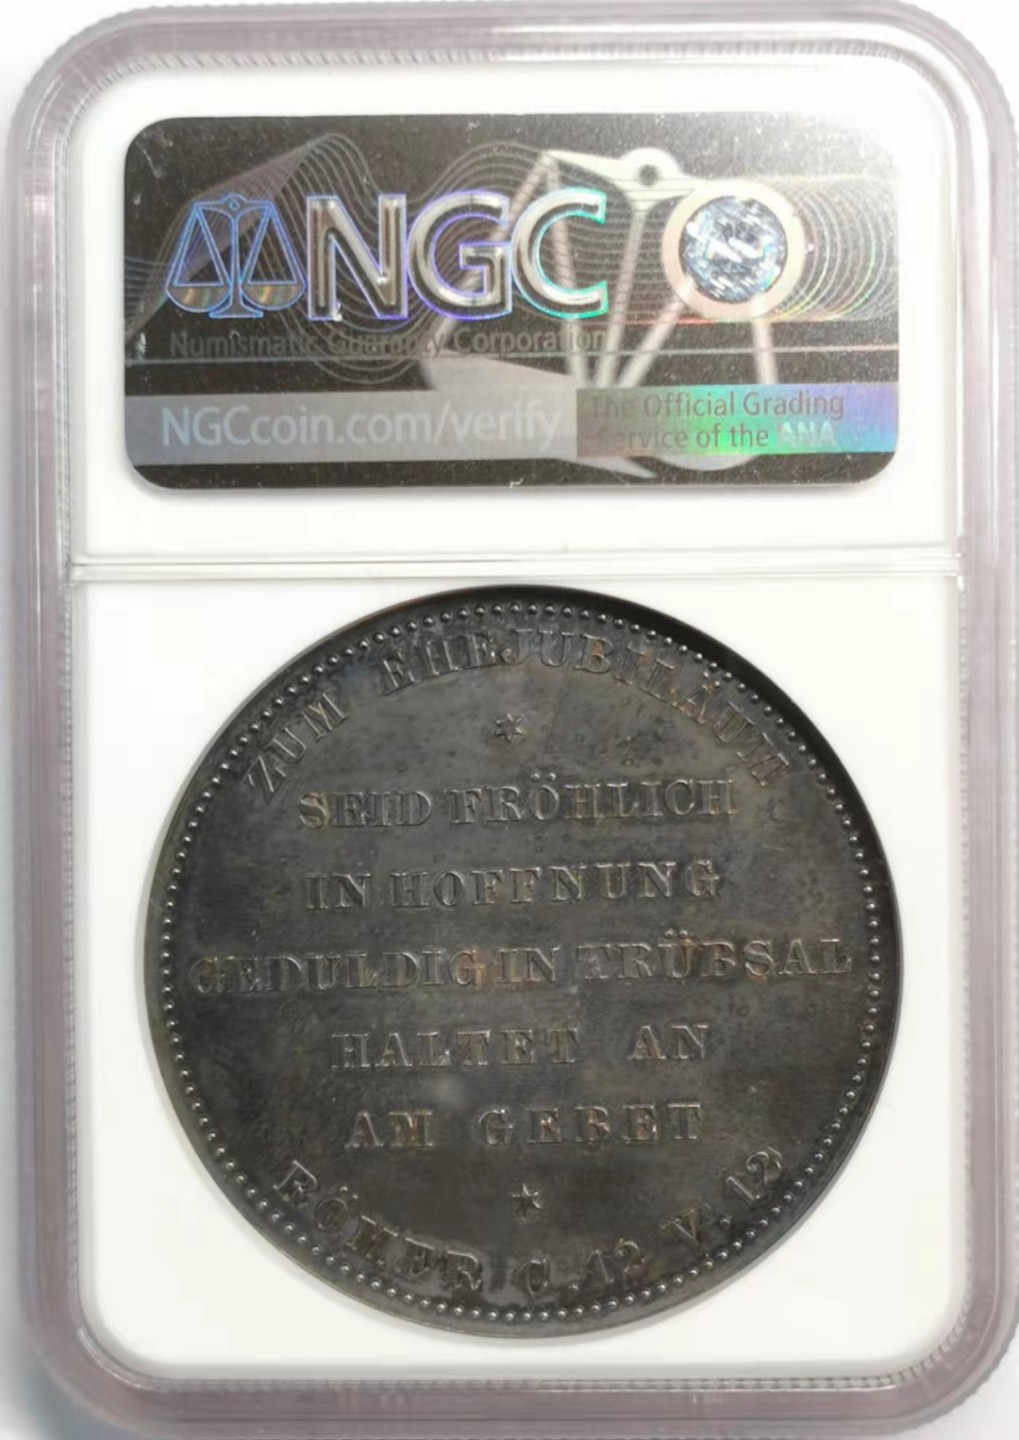 NGC
Numismatic Guaranty Corporation
NGCcoin.com/verify
The Official Grading
Service of the ANA
ZUM EHEJUBILÄUM
SEID FRÖHLICH
IN HOFFNUNG
GEDULDIG IN TRÜBSAL
HALTET AN
AM GEBET
RÖMER C. 12 V. 12